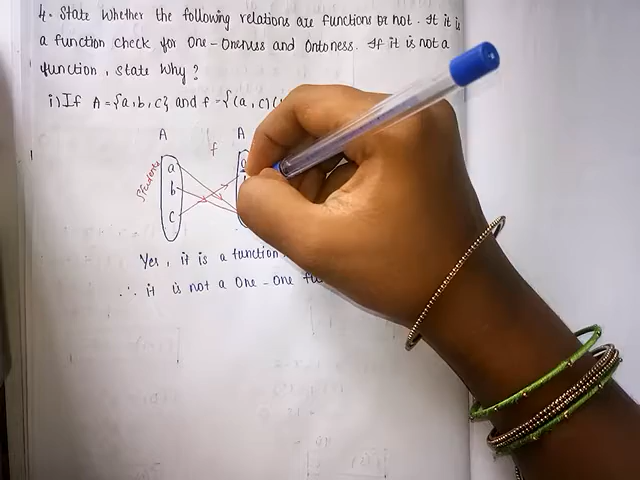 4. State Whether the following relations are functions or not. If it is
a function check for One-Oneness and Ontoness. If it is not a
function, state Why?
i) If A = {a,b,c} and f = {(a,c)(
A f A
Students
a
b
c
Yes, it is a function
∴ it is not a One-One